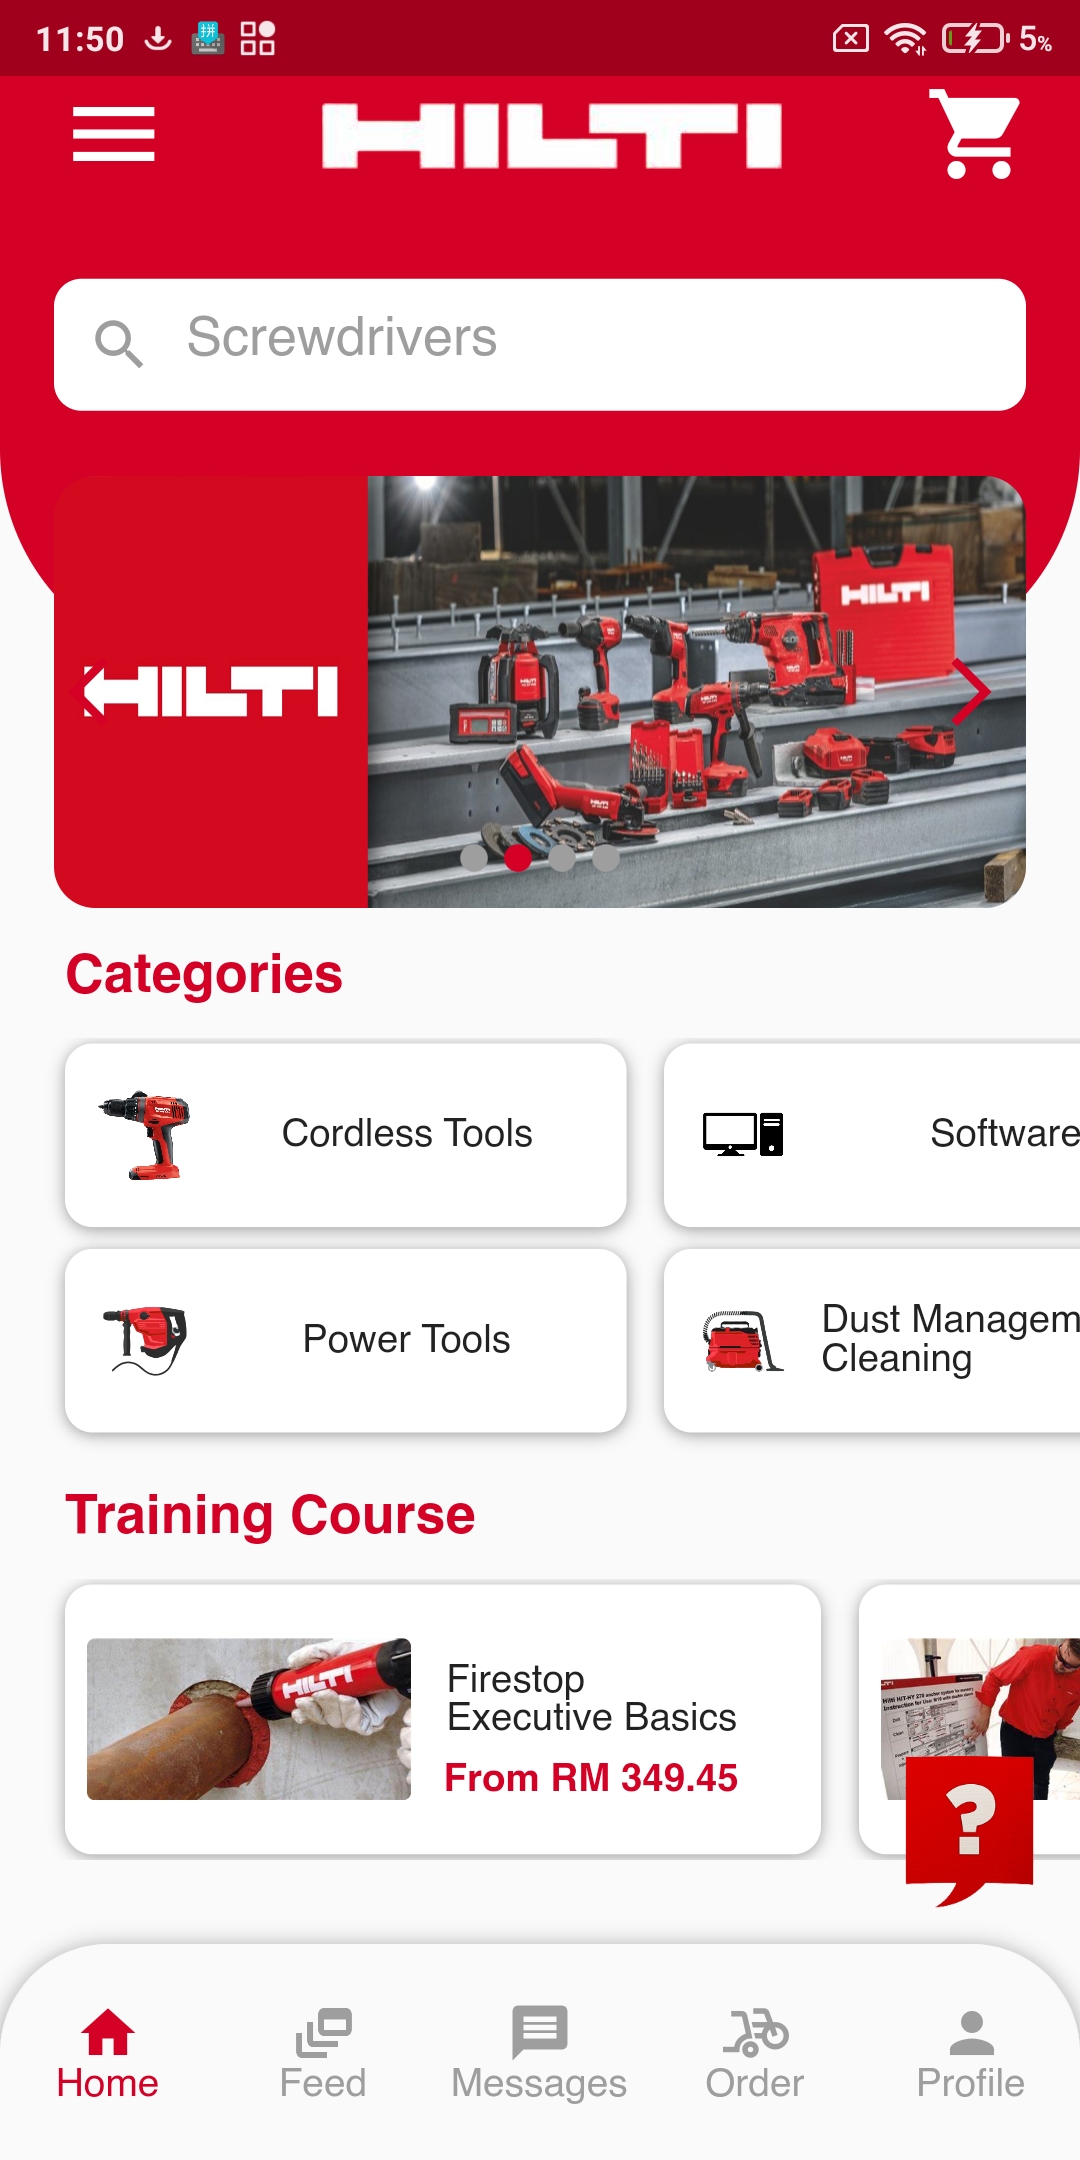 11:50
拼
5%
HILTI
Screwdrivers
HILTI
HILTI
Categories
Cordless Tools
Software
Power Tools
Dust Managem
Cleaning
Training Course
HILTI
Firestop
Executive Basics
From RM 349.45
?
Home
Feed
Messages
Order
Profile